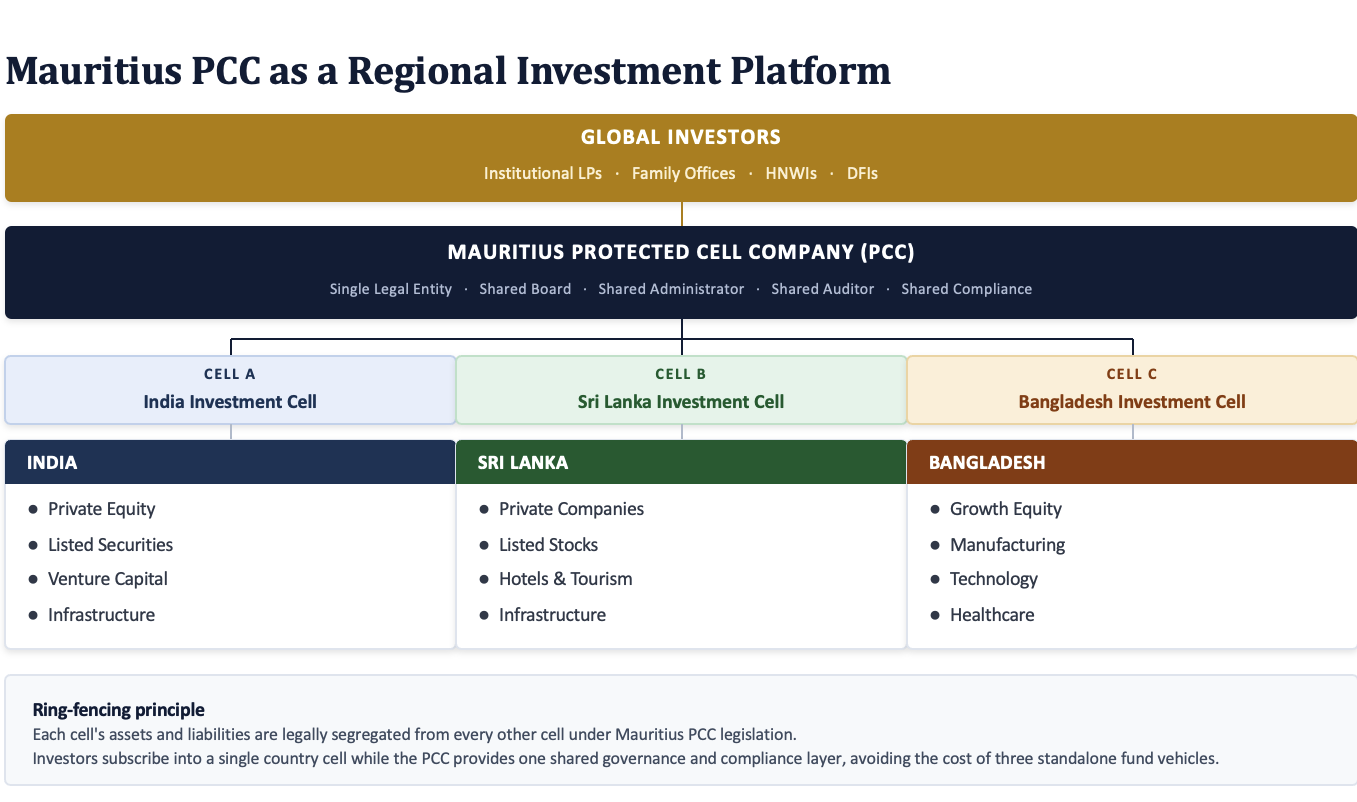 Mauritius PCC as a Regional Investment Platform
GLOBAL INVESTORS
Institutional LPs · Family Offices · HNWIs · DFIs
MAURITIUS PROTECTED CELL COMPANY (PCC)
Single Legal Entity · Shared Board · Shared Administrator · Shared Auditor · Shared Compliance
CELL A
India Investment Cell
CELL B
Sri Lanka Investment Cell
CELL C
Bangladesh Investment Cell
INDIA
● Private Equity
● Listed Securities
● Venture Capital
● Infrastructure
SRI LANKA
● Private Companies
● Listed Stocks
● Hotels & Tourism
● Infrastructure
BANGLADESH
● Growth Equity
● Manufacturing
● Technology
● Healthcare
Ring-fencing principle
Each cell's assets and liabilities are legally segregated from every other cell under Mauritius PCC legislation.
Investors subscribe into a single country cell while the PCC provides one shared governance and compliance layer, avoiding the cost of three standalone fund vehicles.